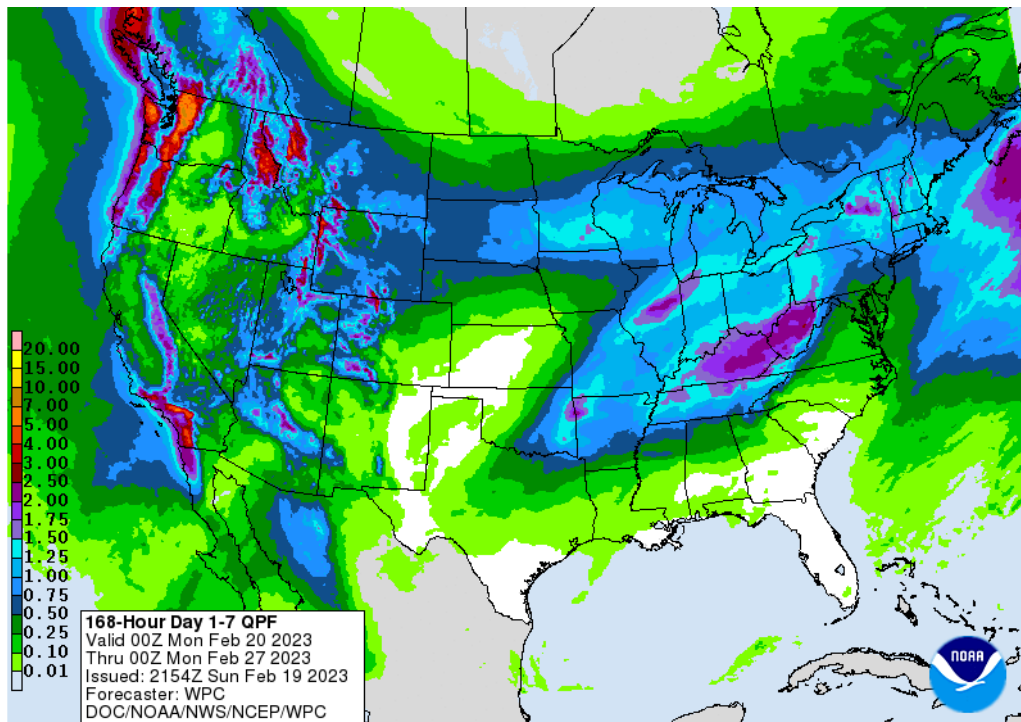 20.00
15.00
10.00
7.00
5.00
4.00
3.00
2.50
2.00
1.75
1.50
1.25
1.00
0.75
0.50
0.25
0.10
0.01
168-Hour Day 1-7 QPF
Valid 00Z Mon Feb 20 2023
Thru 00Z Mon Feb 27 2023
Issued: 2154Z Sun Feb 19 2023
Forecaster: WPC
DOC/NOAA/NWS/NCEP/WPC
NOAA